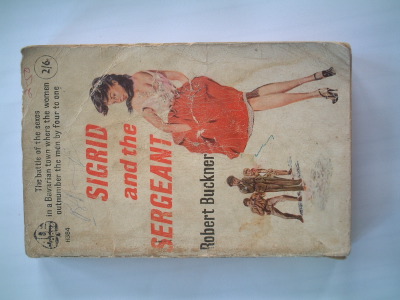 The battle of the sexes
in a Bavarian town where the women
outnumber the men by four to one
2/6
SIGRID
and the
SERGEANT
Robert Buckner